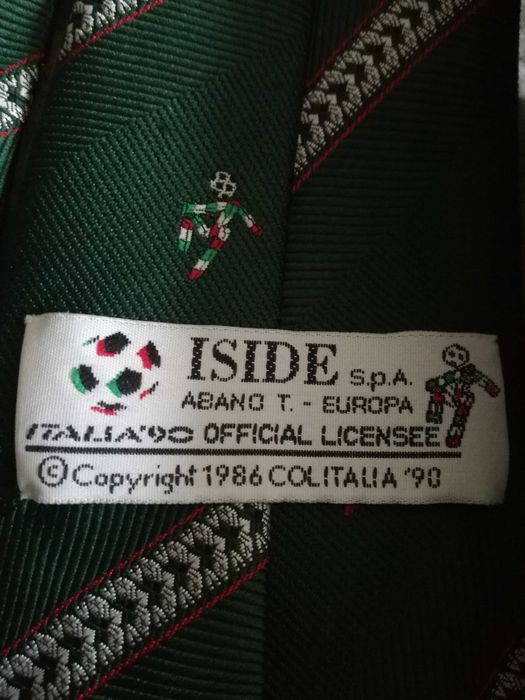 ISIDE S.p.A.
ABANO T. - EUROPA
ITALIA'90 OFFICIAL LICENSEE
©Copyright 1986 COLITALIA '90